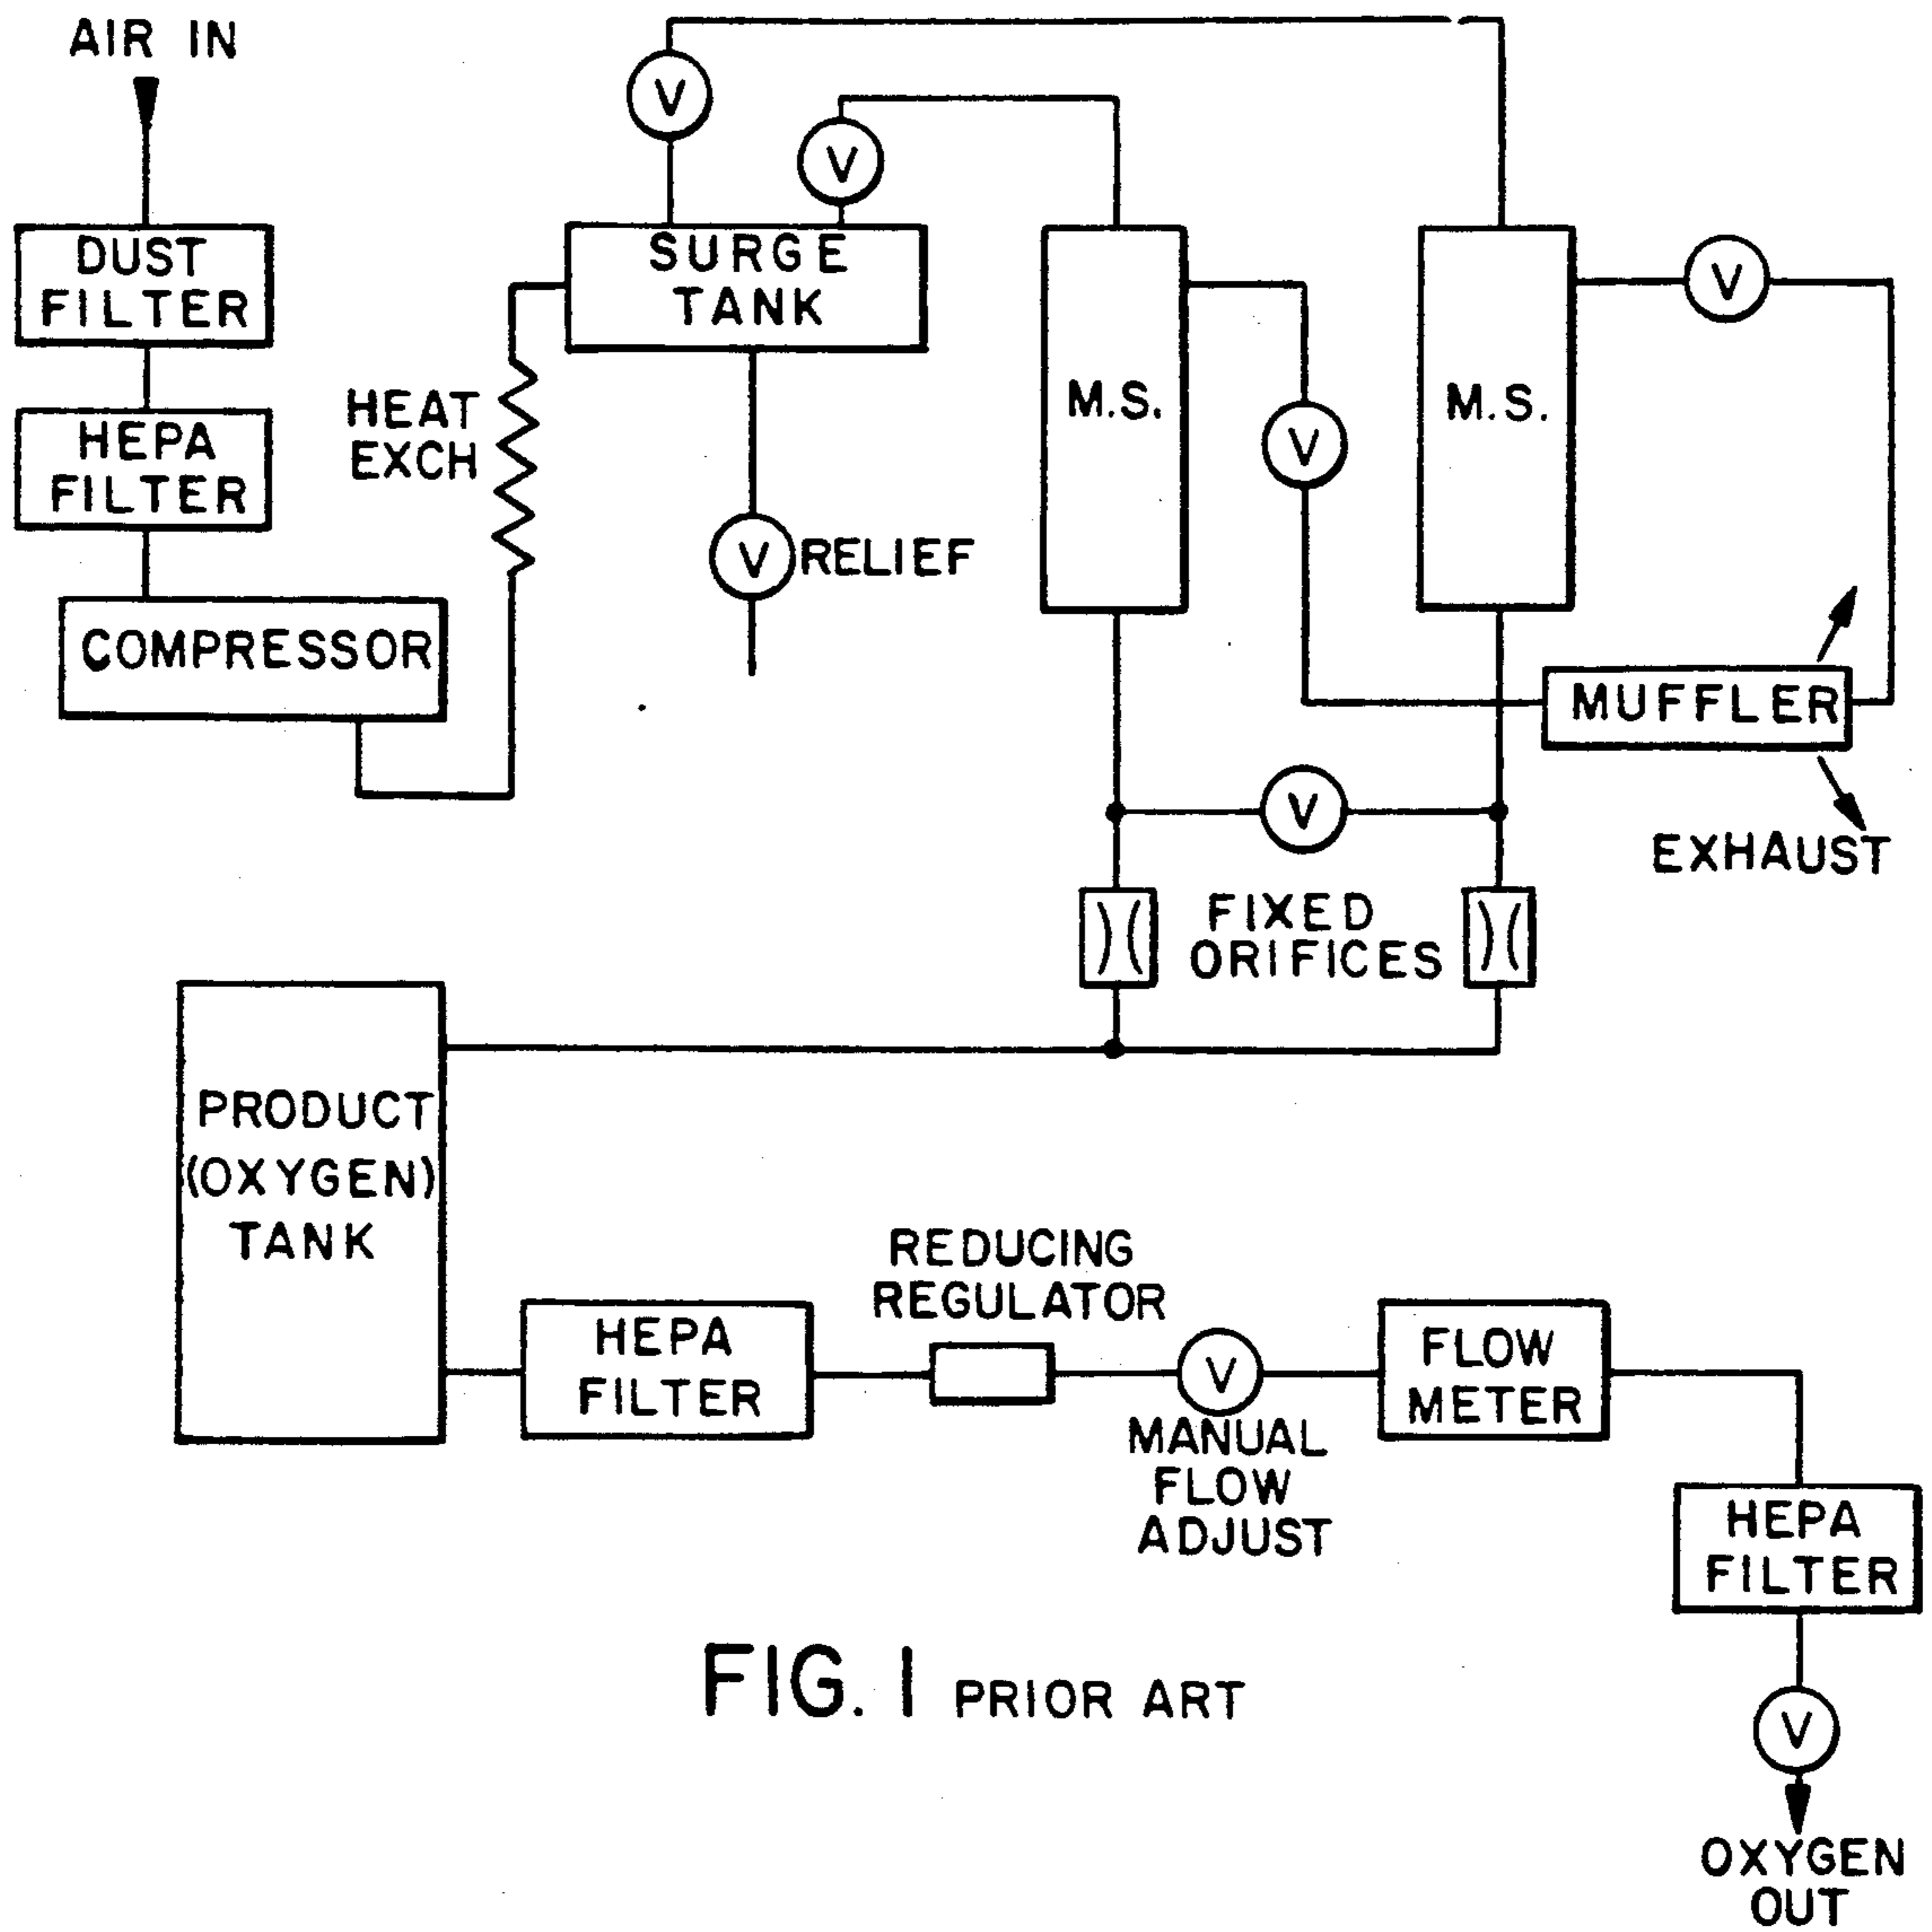 AIR IN
V
V
DUST
FILTER
SURGE
TANK
V
HEPA
FILTER
HEAT
EXCH
M.S.
M.S.
V
V RELIEF
COMPRESSOR
MUFFLER
V
EXHAUST
FIXED
ORIFICES
PRODUCT
(OXYGEN)
TANK
REDUCING
REGULATOR
HEPA
FILTER
V
MANUAL
FLOW
ADJUST
FLOW
METER
HEPA
FILTER
V
OXYGEN
OUT
FIG. 1 PRIOR ART